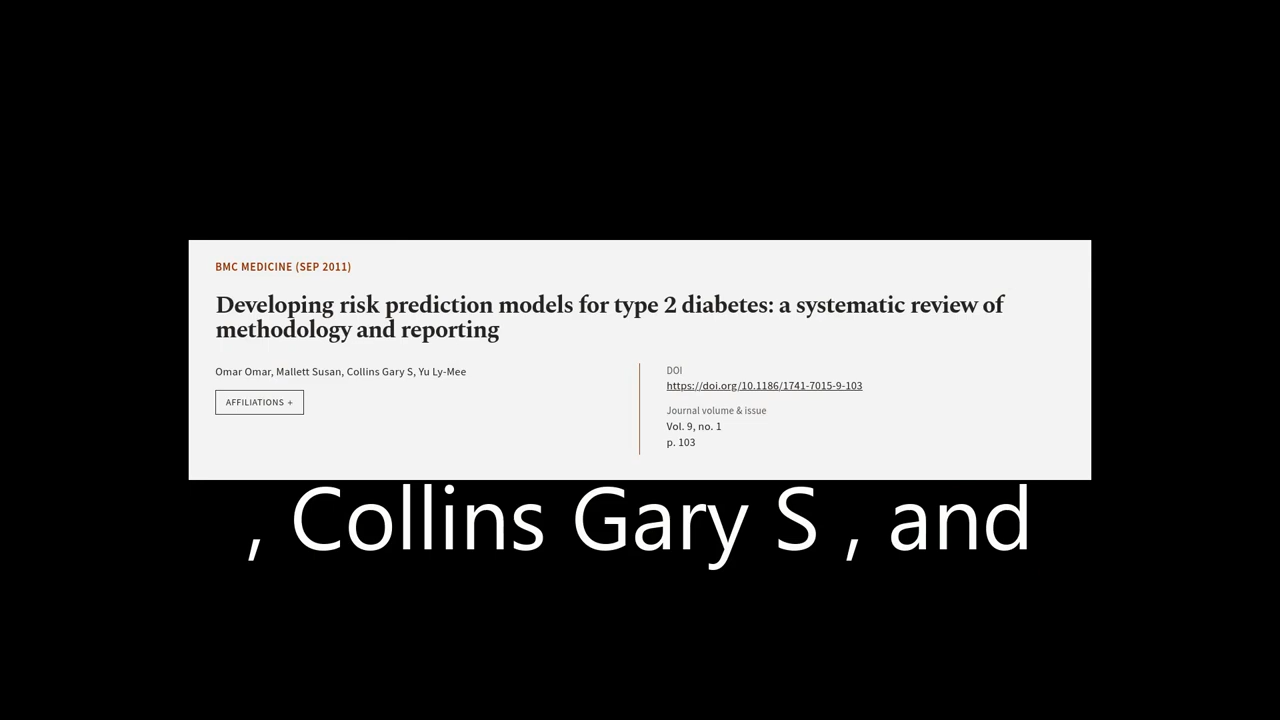 BMC MEDICINE (SEP 2011)
Developing risk prediction models for type 2 diabetes: a systematic review of
methodology and reporting
Omar Omar, Mallett Susan, Collins Gary S, Yu Ly-Mee
AFFILIATIONS +
DOI
https://doi.org/10.1186/1741-7015-9-103
Journal volume & issue
Vol. 9, no. 1
p. 103
, Collins Gary S , and